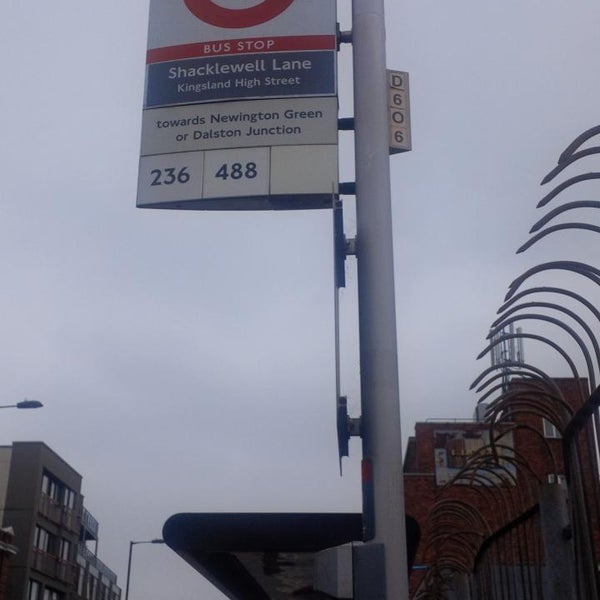 BUS STOP
Shacklewell Lane
Kingsland High Street
towards Newington Green
or Dalston Junction
236 488
D
6
0
6